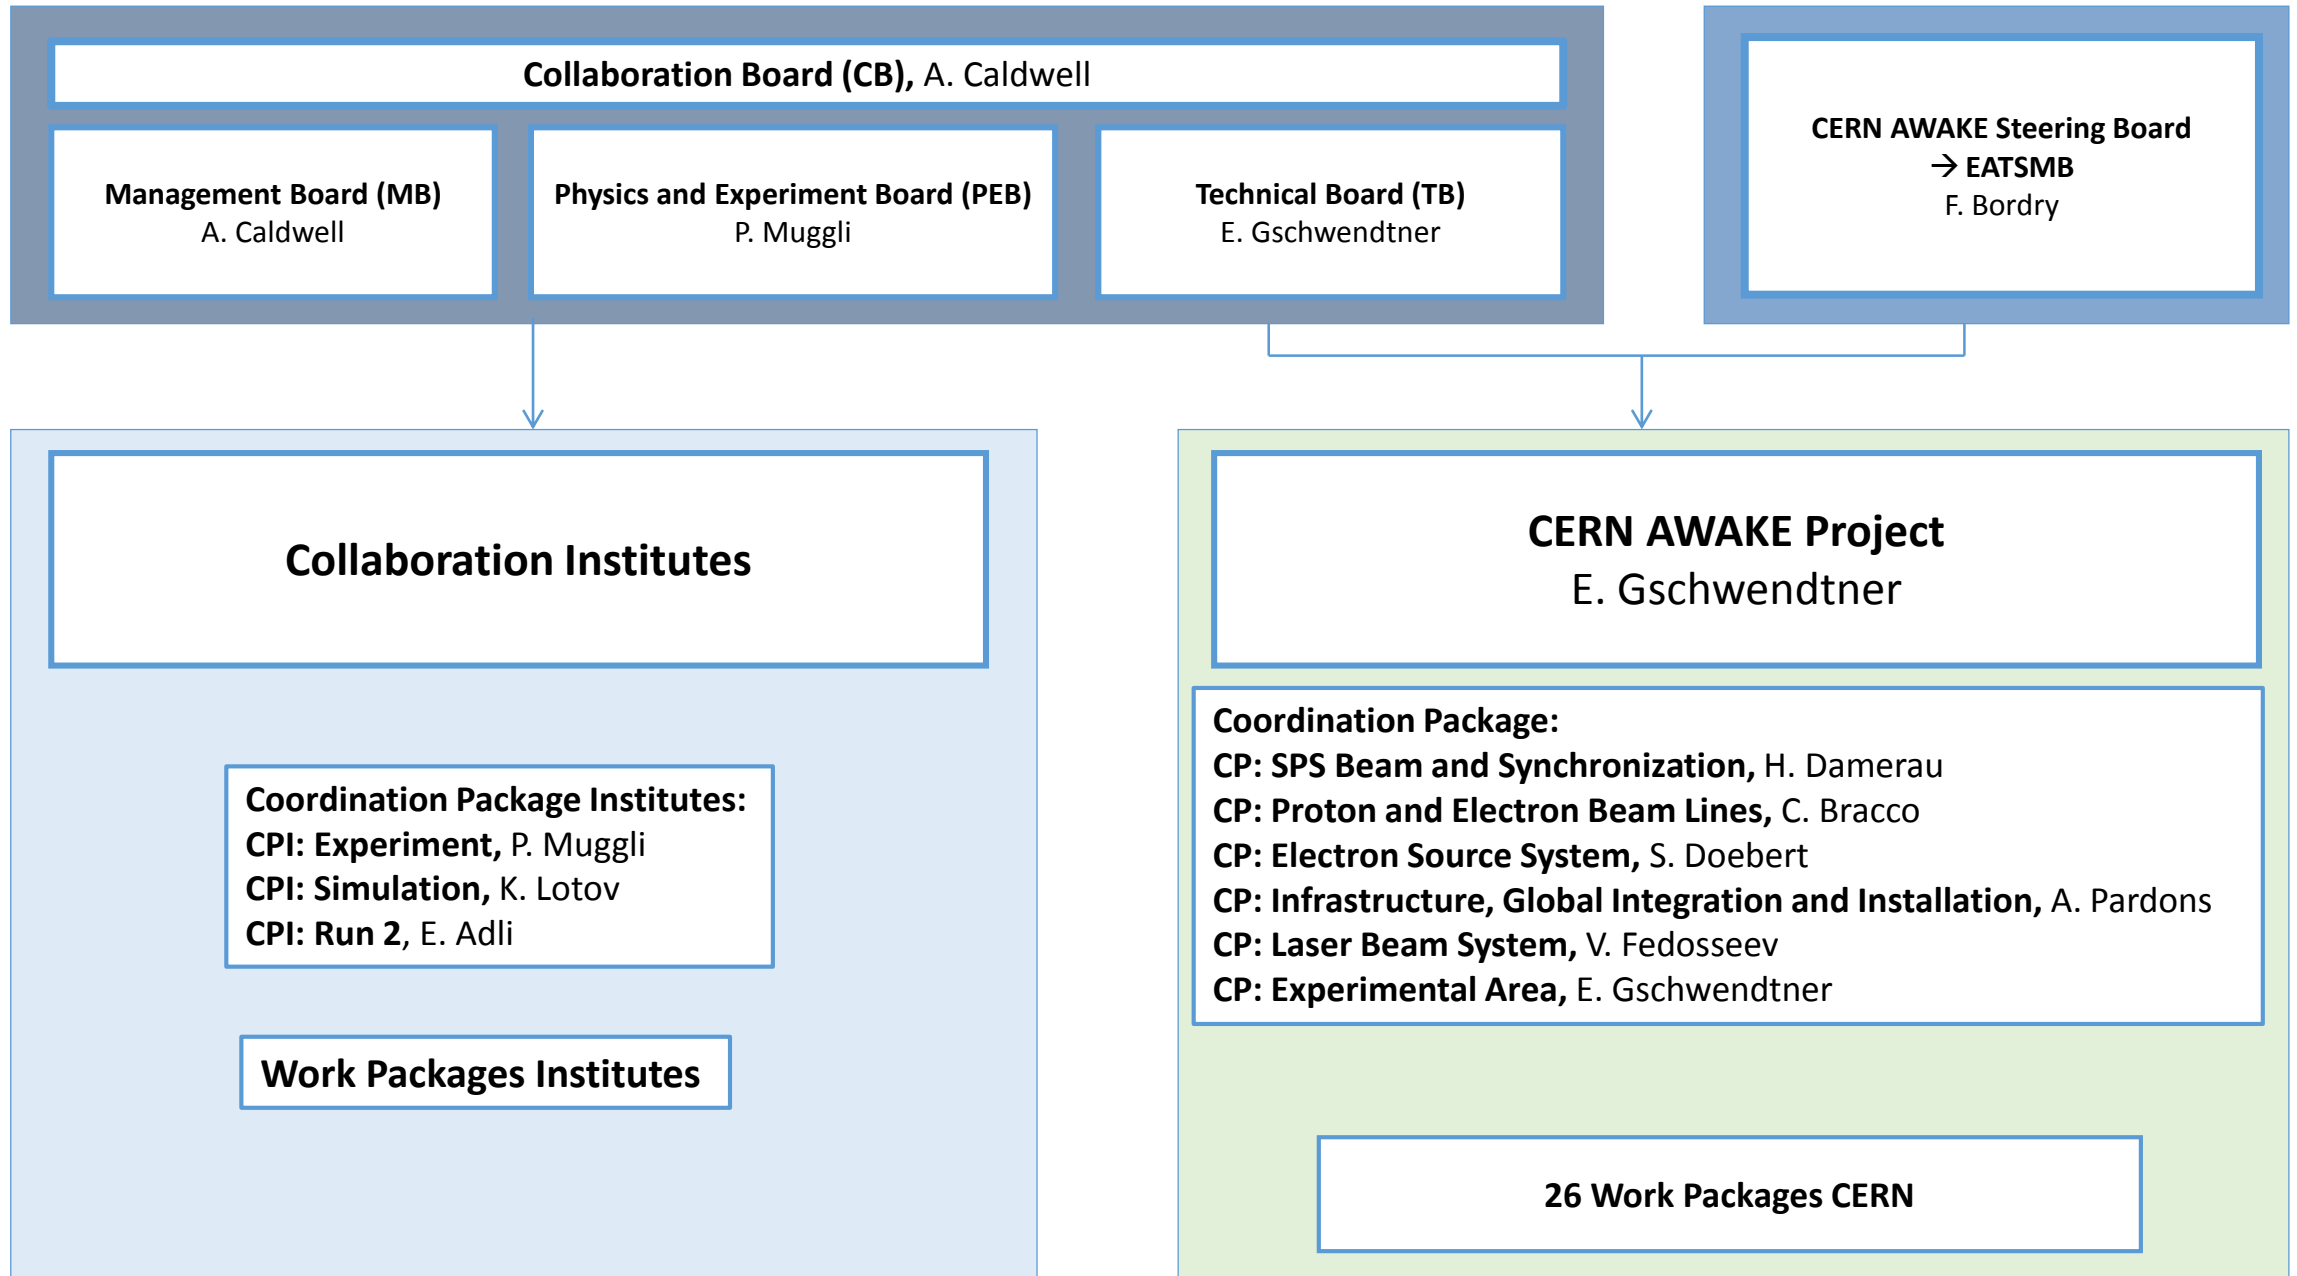 Collaboration Board (CB), A. Caldwell
Management Board (MB)
A. Caldwell
Physics and Experiment Board (PEB)
P. Muggli
Technical Board (TB)
E. Gschwendtner
CERN AWAKE Steering Board
→ EATSMB
F. Bordry
Collaboration Institutes
Coordination Package Institutes:
CPI: Experiment, P. Muggli
CPI: Simulation, K. Lotov
CPI: Run 2, E. Adli
Work Packages Institutes
CERN AWAKE Project
E. Gschwendtner
Coordination Package:
CP: SPS Beam and Synchronization, H. Damerau
CP: Proton and Electron Beam Lines, C. Bracco
CP: Electron Source System, S. Doebert
CP: Infrastructure, Global Integration and Installation, A. Pardons
CP: Laser Beam System, V. Fedosseev
CP: Experimental Area, E. Gschwendtner
26 Work Packages CERN